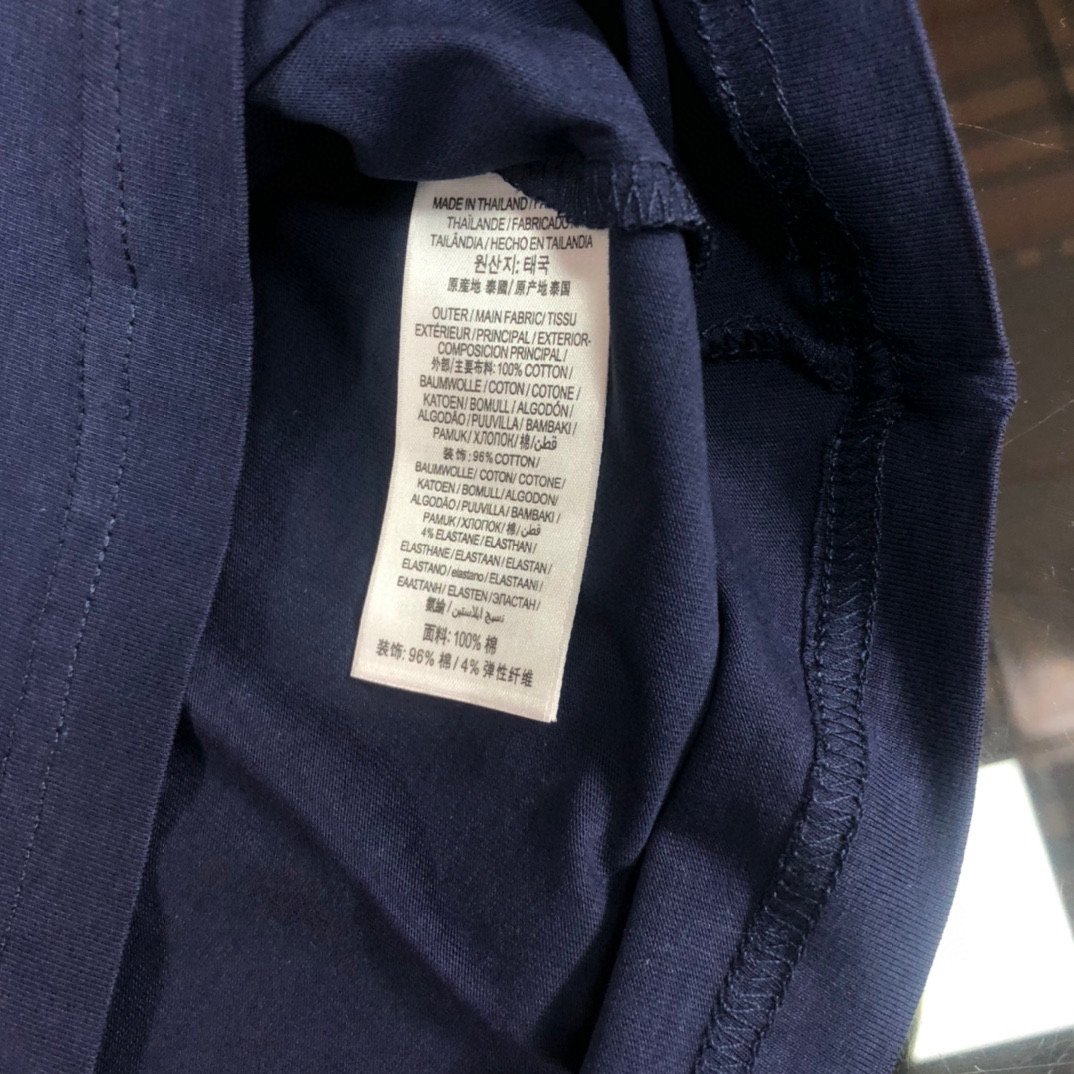 MADE IN THAILAND /
THAÏLANDE / FABRICADO
TAILÂNDIA / HECHO EN TAILANDIA
원산지: 태국
原産地 泰國 / 原产地 泰国
OUTER / MAIN FABRIC/ TISSU
EXTÉRIEUR / PRINCIPAL / EXTERIOR-
COMPOSICION PRINCIPAL /
外部/主要布料: 100% COTTON /
BAUMWOLLE / COTON / COTONE /
KATOEN / BOMULL / ALGODÓN /
ALGODÃO / PUUVILLA / BAMBAKI /
PAMUK / ХЛОПОК / 棉 / قطن/
装饰: 96% COTTON /
BAUMWOLLE / COTON/ COTONE/
KATOEN / BOMULL / ALGODON/
ALGODÃO / PUUVILLA / BAMBAKI/
PAMUK / ХЛОПОК / 棉/ قطن /
4% ELASTANE / ELASTHAN /
ELASTHANE / ELASTAAN / ELASTAN /
ELASTANO / elastano / ELASTAANI /
ΕΛΑΣΤΑΝΗ / ELASTEN / ЭЛАСТАН /
氨綸 / نسيج ايلاستين /
面料: 100% 棉
装饰: 96% 棉 / 4% 弹性纤维